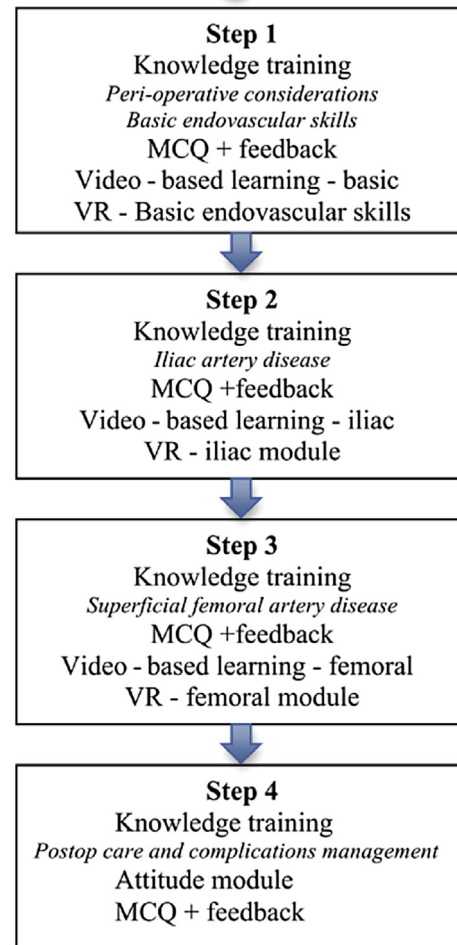 Step 1
Knowledge training
Peri-operative considerations
Basic endovascular skills
MCQ + feedback
Video - based learning - basic
VR - Basic endovascular skills
Step 2
Knowledge training
Iliac artery disease
MCQ +feedback
Video - based learning - iliac
VR - iliac module
Step 3
Knowledge training
Superficial femoral artery disease
MCQ +feedback
Video - based learning - femoral
VR - femoral module
Step 4
Knowledge training
Postop care and complications management
Attitude module
MCQ + feedback